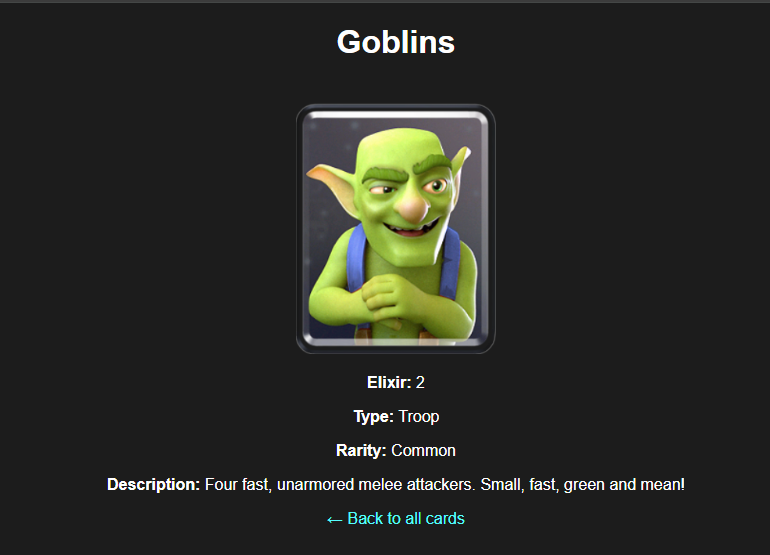 Goblins
Elixir: 2
Type: Troop
Rarity: Common
Description: Four fast, unarmored melee attackers. Small, fast, green and mean!
← Back to all cards